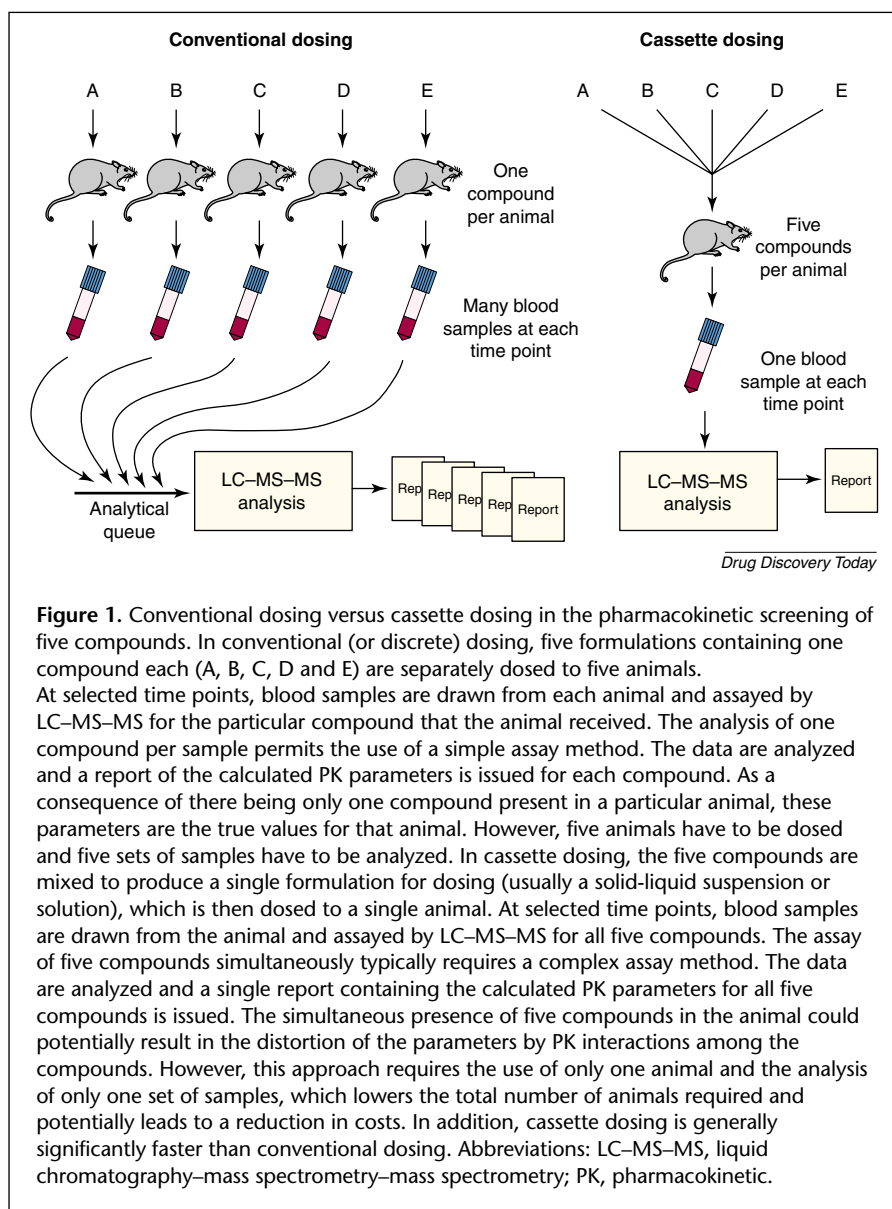 Conventional dosing
A B C D E
One
compound
per animal
Many blood
samples at each
time point
Analytical
queue
LC–MS–MS
analysis
Rep
Rep
Rep
Rep
Report
Cassette dosing
A B C D E
Five
compounds
per animal
One blood
sample at each
time point
LC–MS–MS
analysis
Report
Drug Discovery Today
Figure 1. Conventional dosing versus cassette dosing in the pharmacokinetic screening of
five compounds. In conventional (or discrete) dosing, five formulations containing one
compound each (A, B, C, D and E) are separately dosed to five animals.
At selected time points, blood samples are drawn from each animal and assayed by
LC–MS–MS for the particular compound that the animal received. The analysis of one
compound per sample permits the use of a simple assay method. The data are analyzed
and a report of the calculated PK parameters is issued for each compound. As a
consequence of there being only one compound present in a particular animal, these
parameters are the true values for that animal. However, five animals have to be dosed
and five sets of samples have to be analyzed. In cassette dosing, the five compounds are
mixed to produce a single formulation for dosing (usually a solid-liquid suspension or
solution), which is then dosed to a single animal. At selected time points, blood samples
are drawn from the animal and assayed by LC–MS–MS for all five compounds. The assay
of five compounds simultaneously typically requires a complex assay method. The data
are analyzed and a single report containing the calculated PK parameters for all five
compounds is issued. The simultaneous presence of five compounds in the animal could
potentially result in the distortion of the parameters by PK interactions among the
compounds. However, this approach requires the use of only one animal and the analysis
of only one set of samples, which lowers the total number of animals required and
potentially leads to a reduction in costs. In addition, cassette dosing is generally
significantly faster than conventional dosing. Abbreviations: LC–MS–MS, liquid
chromatography–mass spectrometry–mass spectrometry; PK, pharmacokinetic.